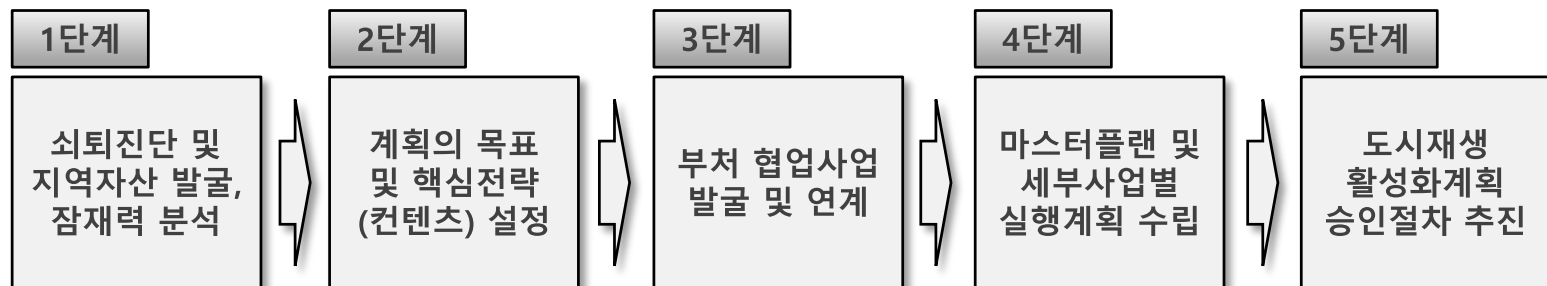 1단계
쇠퇴진단 및
지역자산 발굴,
잠재력 분석
2단계
계획의 목표
및 핵심전략
(컨텐츠) 설정
3단계
부처 협업사업
발굴 및 연계
4단계
마스터플랜 및
세부사업별
실행계획 수립
5단계
도시재생
활성화계획
승인절차 추진